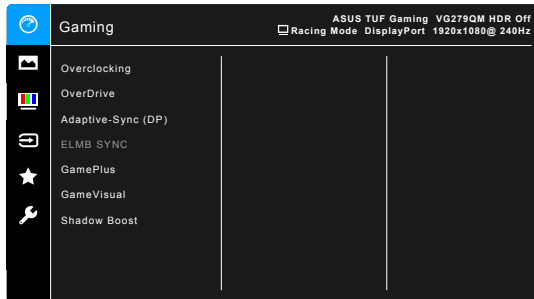 Gaming
ASUS TUF Gaming VG279QM HDR Off
Racing Mode DisplayPort 1920x1080@ 240Hz
Overclocking
OverDrive
Adaptive-Sync (DP)
ELMB SYNC
GamePlus
GameVisual
Shadow Boost